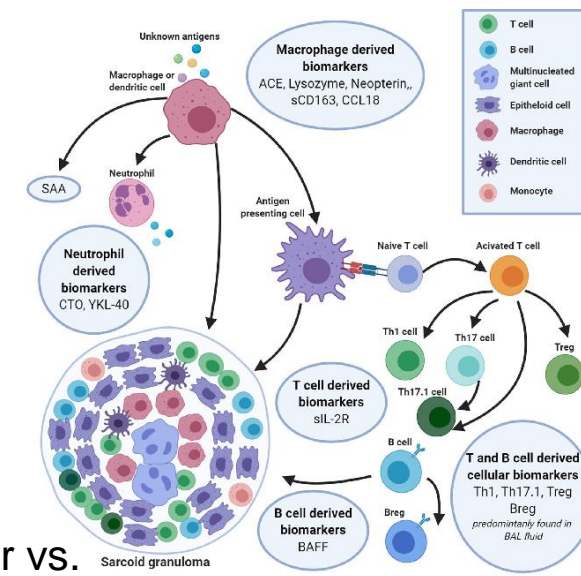 Unknown antigens
Macrophage or
dendritic cell
Macrophage derived
biomarkers
ACE, Lysozyme, Neopterin,,
sCD163, CCL18
T cell
B cell
Multinucleated
giant cell
Epitheloid cell
Macrophage
Dendritic cell
Monocyte
SAA
Neutrophil
Neutrophil
derived
biomarkers
CTO, YKL-40
Antigen
presenting cell
Naive T cell
Acivated T cell
Th1 cell
Th17 cell
Treg
Th17.1 cell
T cell derived
biomarkers
sIL-2R
B cell
Breg
T and B cell derived
cellular biomarkers
Th1, Th17.1, Treg
Breg
predomintanly found in
BAL fluid
B cell derived
biomarkers
BAFF
Sarcoid granuloma
r vs.